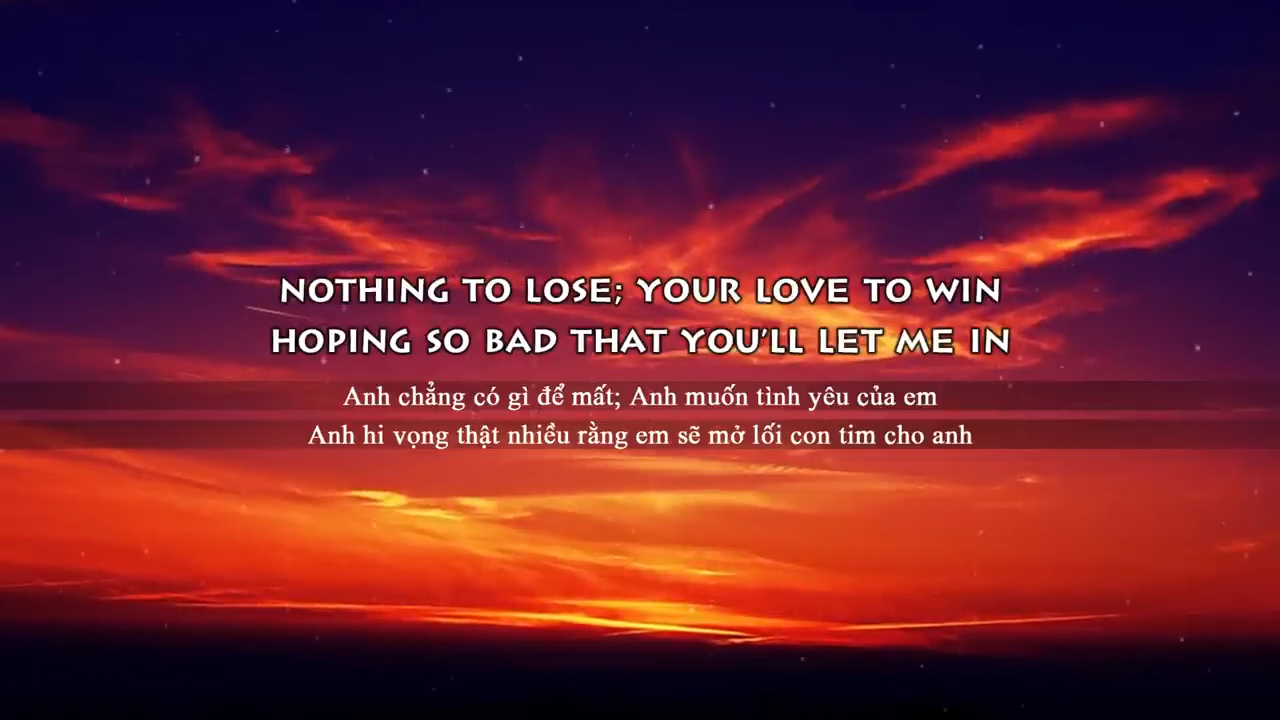 NOTHING TO LOSE; YOUR LOVE TO WIN
HOPING SO BAD THAT YOU'LL LET ME IN
Anh chẳng có gì để mất; Anh muốn tình yêu của em
Anh hi vọng thật nhiều rằng em sẽ mở lối con tim cho anh